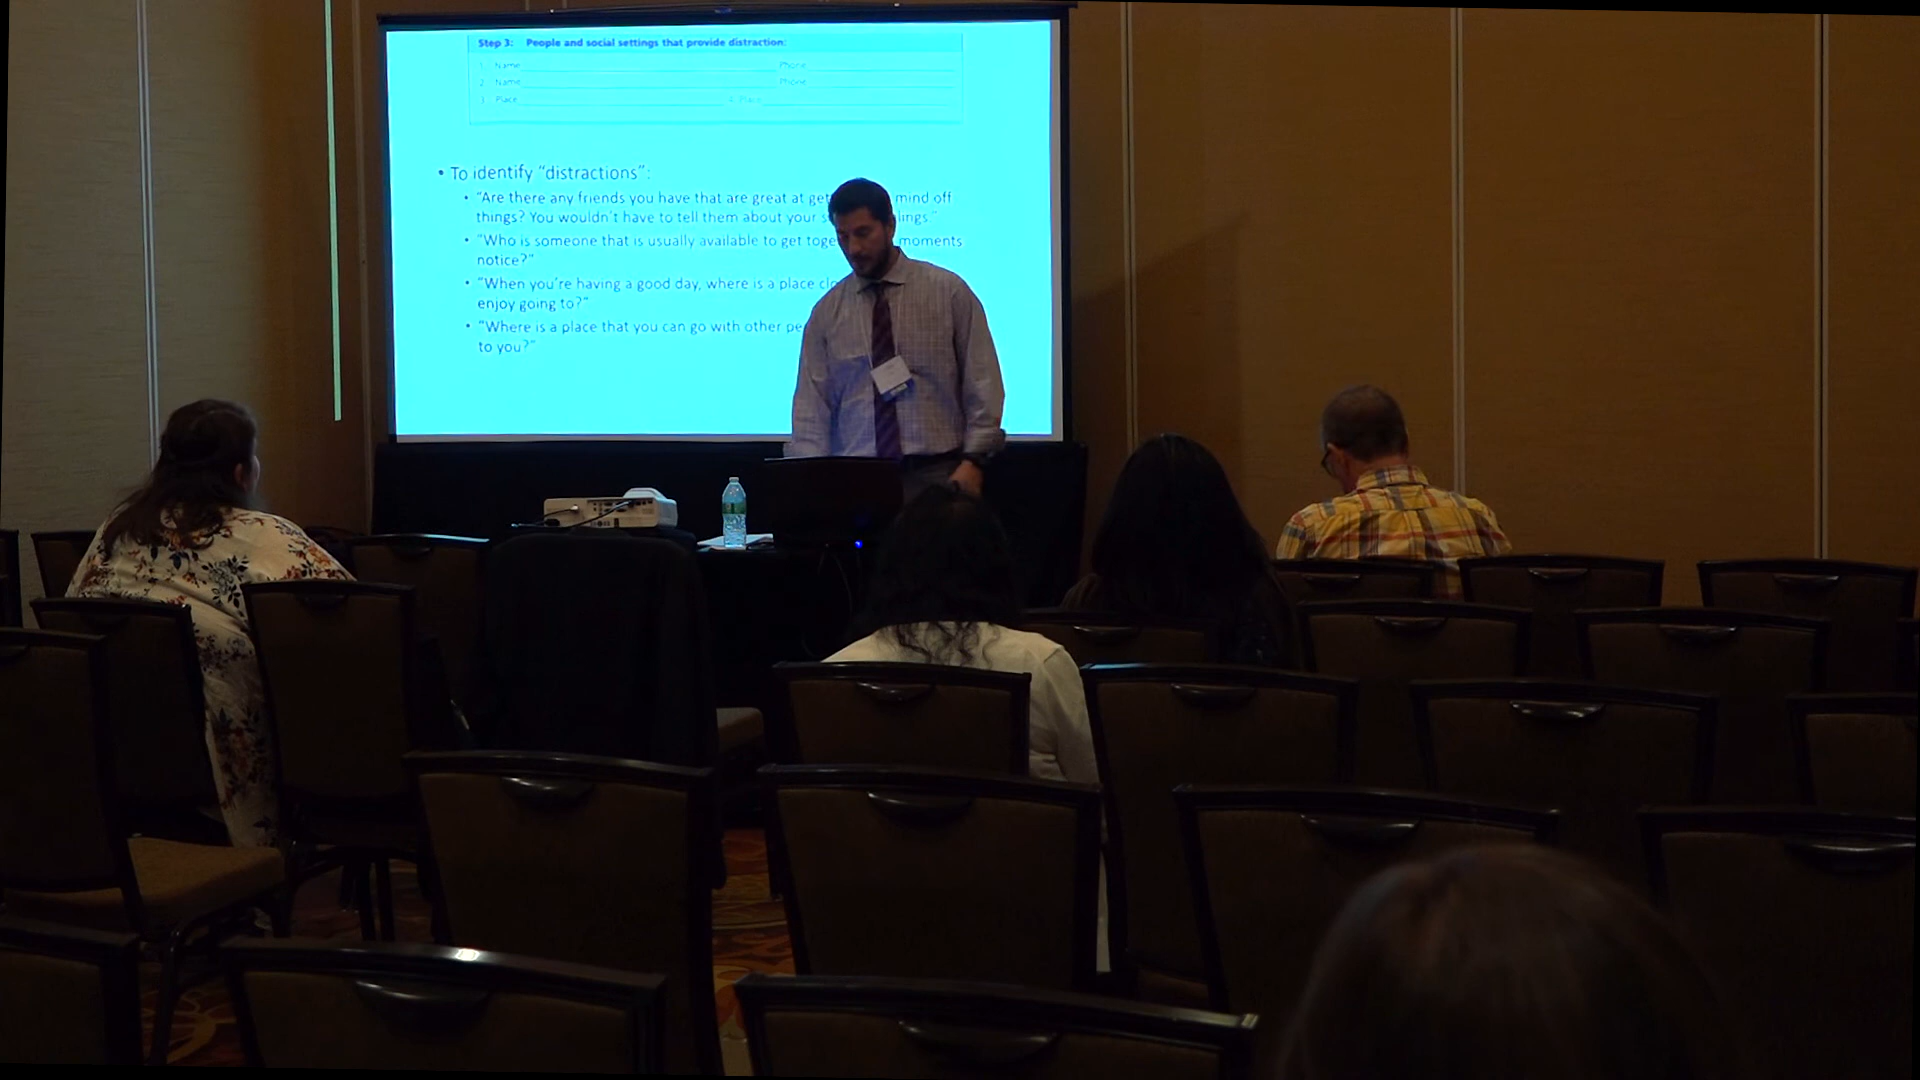 Step 3: People and social settings that provide distraction:
1. Name Phone
2. Name Phone
3. Place 4. Place
• To identify “distractions”:
• “Are there any friends you have that are great at get mind off
things? You wouldn’t have to tell them about your s lings.”
• “Who is someone that is usually available to get toge moments
notice?”
• “When you’re having a good day, where is a place clo
enjoy going to?”
• “Where is a place that you can go with other pe
to you?”